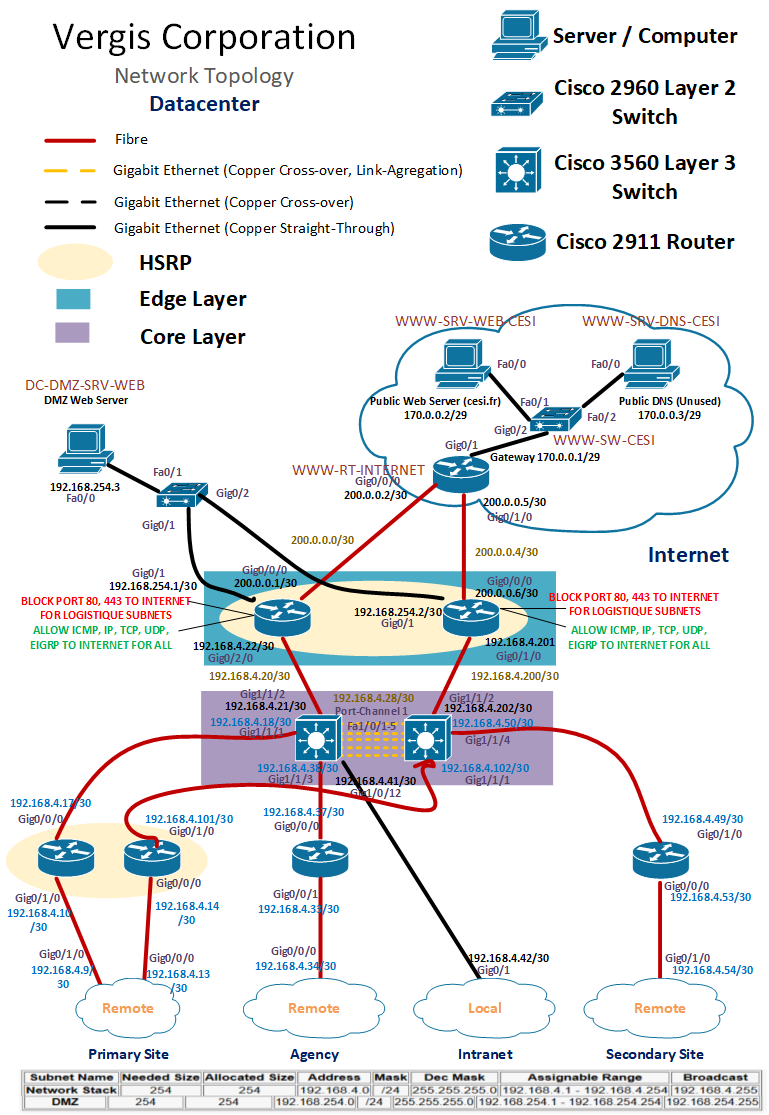 Vergis Corporation
Network Topology
Datacenter
Fibre
Gigabit Ethernet (Copper Cross-over, Link-Agregation)
Gigabit Ethernet (Copper Cross-over)
Gigabit Ethernet (Copper Straight-Through)
HSRP
Edge Layer
Core Layer
Server / Computer
Cisco 2960 Layer 2
Switch
Cisco 3560 Layer 3
Switch
Cisco 2911 Router
WWW-SRV-WEB-CESI
WWW-SRV-DNS-CESI
Fa0/0
Fa0/0
Public Web Server (cesi.fr)
170.0.0.2/29
Fa0/1
Public DNS (Unused)
170.0.0.3/29
Fa0/2
Gig0/2
WWW-SW-CESI
Gig0/1
Gateway 170.0.0.1/29
WWW-RT-INTERNET
Gig0/0/0
200.0.0.2/30
200.0.0.5/30
Gig0/1/0
Internet
DC-DMZ-SRV-WEB
DMZ Web Server
192.168.254.3
Fa0/0
Fa0/1
Gig0/2
Gig0/1
200.0.0.0/30
200.0.0.4/30
Gig0/1
192.168.254.1/30
Gig0/0/0
200.0.0.1/30
Gig0/0/0
200.0.0.6/30
BLOCK PORT 80, 443 TO INTERNET
FOR LOGISTIQUE SUBNETS
ALLOW ICMP, IP, TCP, UDP,
EIGRP TO INTERNET FOR ALL
192.168.254.2/30
Gig0/1
BLOCK PORT 80, 443 TO INTERNET
FOR LOGISTIQUE SUBNETS
ALLOW ICMP, IP, TCP, UDP,
EIGRP TO INTERNET FOR ALL
192.168.4.22/30
Gig0/2/0
192.168.4.201
Gig0/1/0
192.168.4.20/30
192.168.4.200/30
Gig1/1/2
192.168.4.21/30
192.168.4.18/30
Gig1/1/1
192.168.4.28/30
Port-Channel 1
Fa1/0/1-5
Gig1/1/2
192.168.4.202/30
192.168.4.50/30
Gig1/1/4
192.168.4.38/30
Gig1/1/3
192.168.4.41/30
Gig1/0/12
192.168.4.102/30
Gig1/1/1
192.168.4.17/30
Gig0/0/0
192.168.4.101/30
Gig0/1/0
192.168.4.37/30
Gig0/0/0
192.168.4.49/30
Gig0/1/0
Gig0/1/0
192.168.4.10
/30
Gig0/0/0
192.168.4.14
/30
Gig0/0/1
192.168.4.33/30
Gig0/0/0
192.168.4.53/30
Gig0/1/0
192.168.4.9/
30
Gig0/0/0
192.168.4.13
/30
Gig0/0/0
192.168.4.34/30
192.168.4.42/30
Gig0/1
Gig0/1/0
192.168.4.54/30
Remote
Remote
Local
Remote
Primary Site
Agency
Intranet
Secondary Site
Subnet Name Needed Size Allocated Size Address Mask Dec Mask Assignable Range Broadcast
Network Stack 254 254 192.168.4.0 /24 255.255.255.0 192.168.4.1 - 192.168.4.254 192.168.4.255
DMZ 254 254 192.168.254.0 /24 255.255.255.0 192.168.254.1 - 192.168.254.254 192.168.254.255